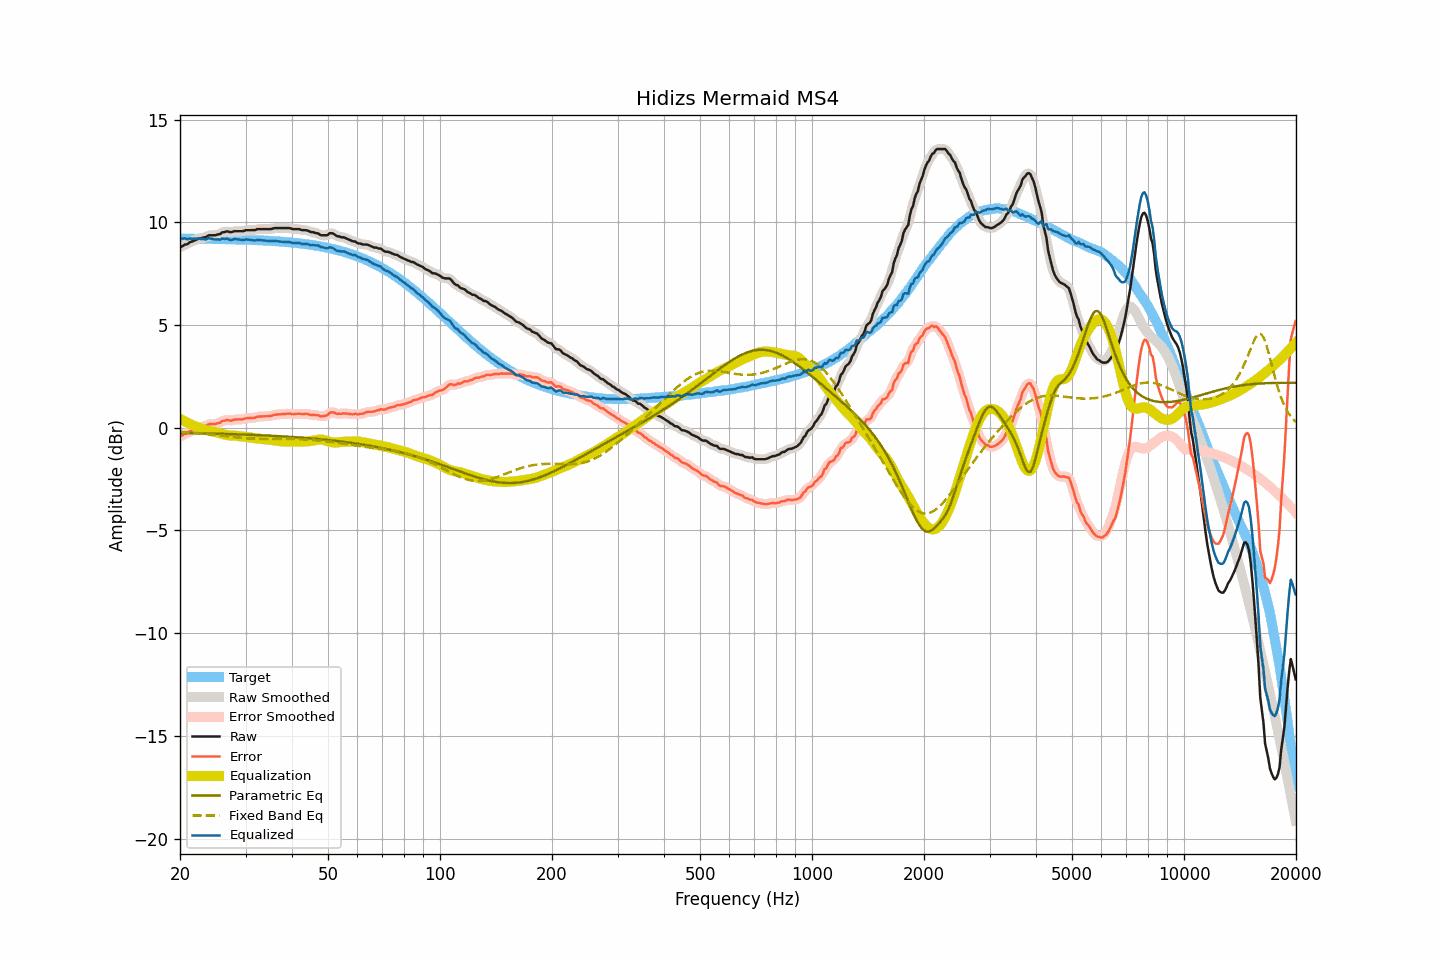 Hidizs Mermaid MS4
15
10
5
0
−5
−10
−15
−20
Amplitude (dBr)
Target
Raw Smoothed
Error Smoothed
Raw
Error
Equalization
Parametric Eq
Fixed Band Eq
Equalized
20 50 100 200 500 1000 2000 5000 10000 20000
Frequency (Hz)